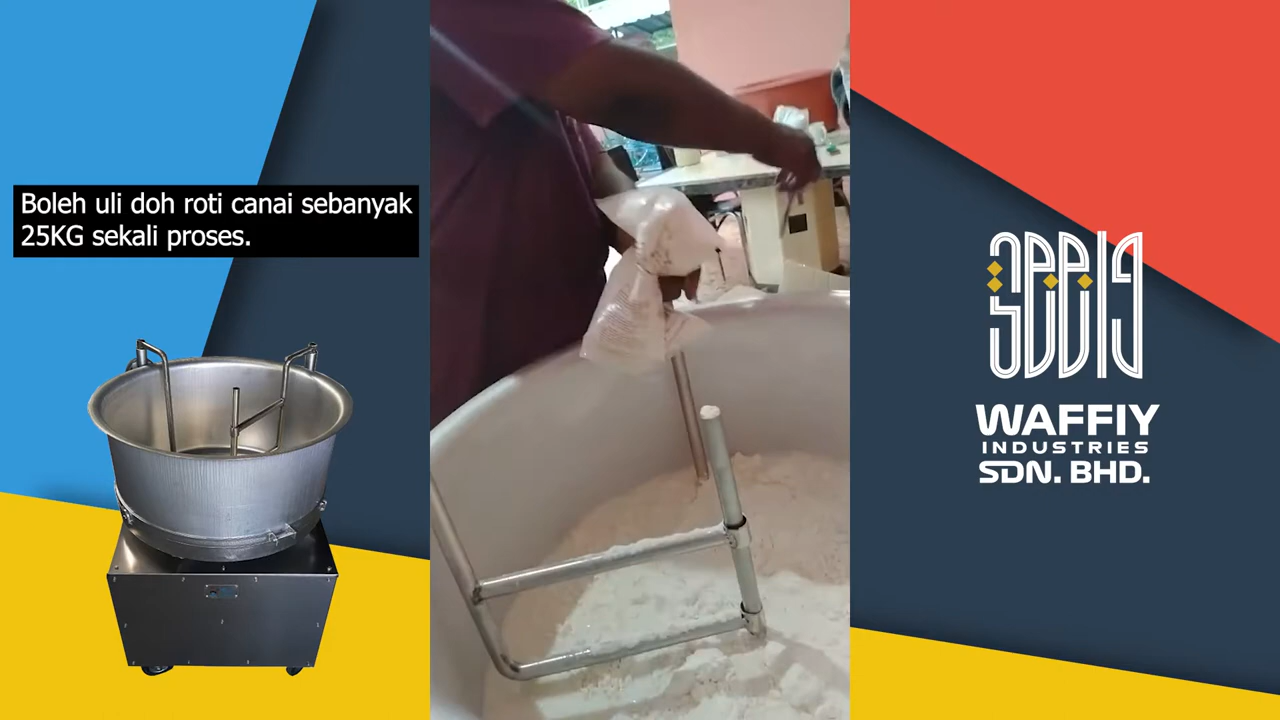 Boleh uli doh roti canai sebanyak
25KG sekali proses.
WAFFIY
INDUSTRIES
SDN. BHD.